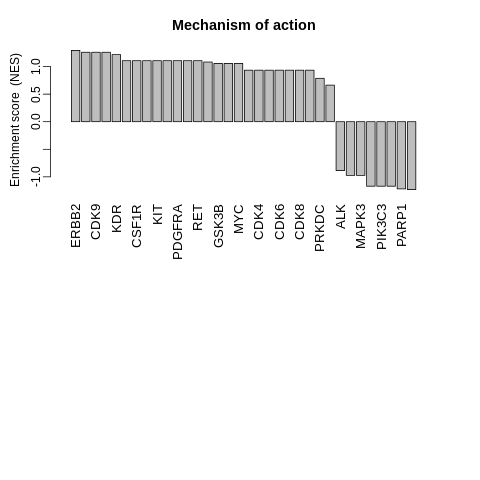 Mechanism of action
Enrichment score (NES)
1.0
0.5
0.0
-1.0
ERBB2
CDK9
KDR
CSF1R
KIT
PDGFRA
RET
GSK3B
MYC
CDK4
CDK6
CDK8
PRKDC
ALK
MAPK3
PIK3C3
PARP1